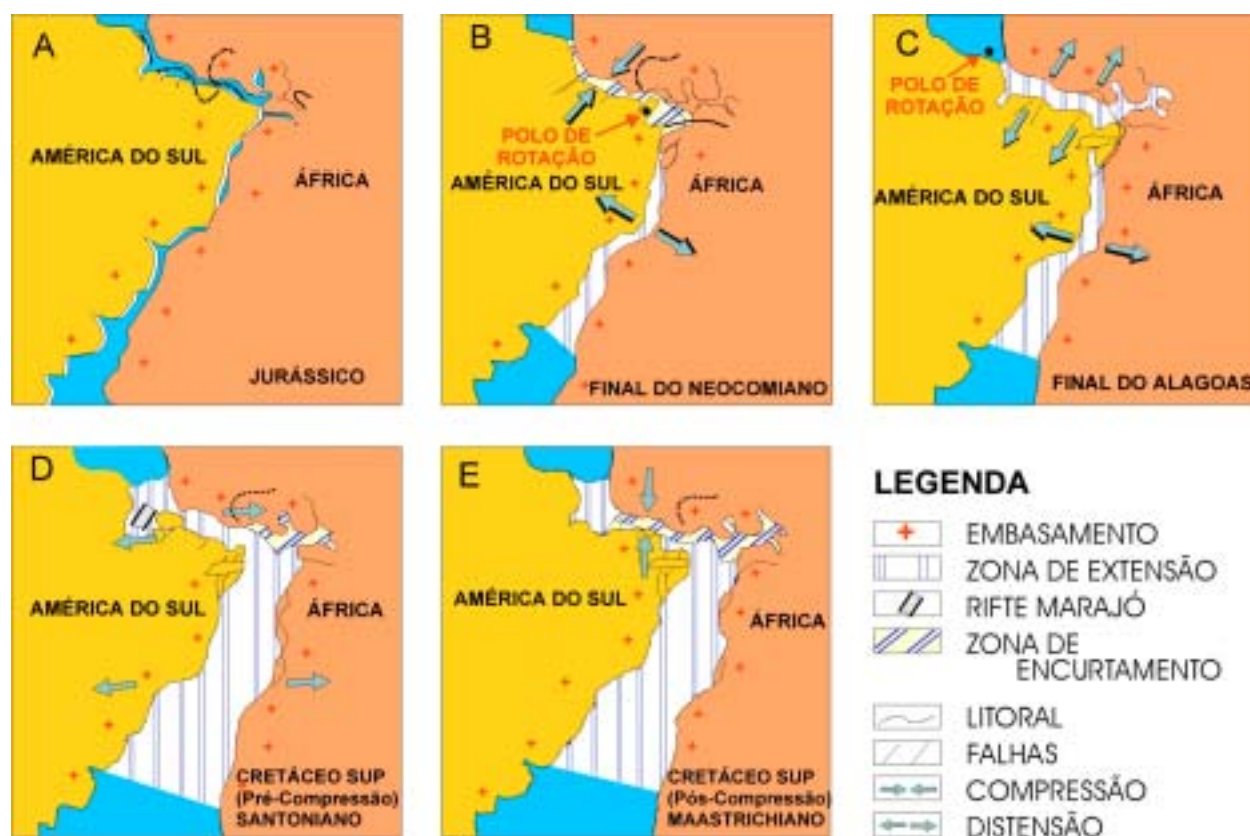 A
AMÉRICA DO SUL
ÁFRICA
JURÁSSICO
B
POLO DE
ROTAÇÃO
AMÉRICA DO SUL
ÁFRICA
FINAL DO NEOCOMIANO
C
POLO DE
ROTAÇÃO
AMÉRICA DO SUL
ÁFRICA
FINAL DO ALAGOAS
D
AMÉRICA DO SUL
ÁFRICA
CRETÁCEO SUP
(Pré-Compressão)
SANTONIANO
E
AMÉRICA DO SUL
ÁFRICA
CRETÁCEO SUP
(Pós-Compressão)
MAASTRICHIANO
LEGENDA
EMBASAMENTO
ZONA DE EXTENSÃO
RIFTE MARAJÓ
ZONA DE
ENCURTAMENTO
LITORAL
FALHAS
COMPRESSÃO
DISTENSÃO